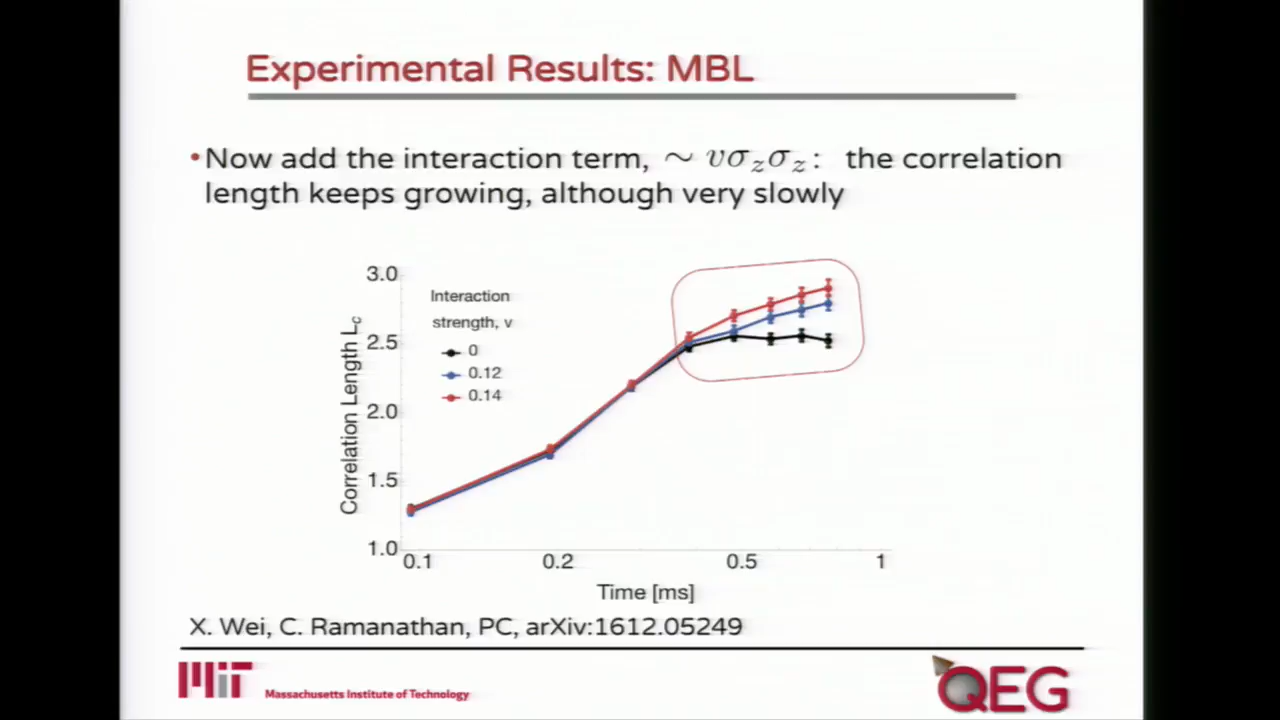 Experimental Results: MBL
•Now add the interaction term, ∼ vσzσz : the correlation
length keeps growing, although very slowly
Interaction
strength, v
0
0.12
0.14
Correlation Length Lc
3.0
2.5
2.0
1.5
1.0
0.1 0.2 0.5 1
Time [ms]
X. Wei, C. Ramanathan, PC, arXiv:1612.05249
MIT Massachusetts Institute of Technology
QEG